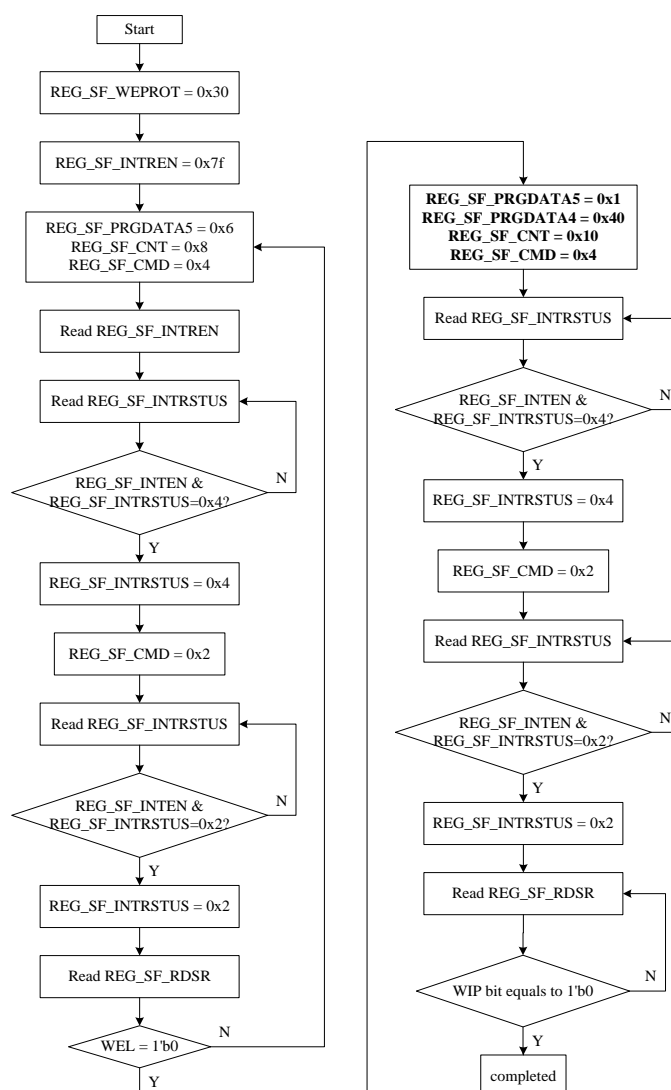 Start
REG_SF_WEPROT = 0x30
REG_SF_INTREN = 0x7f
REG_SF_PRGDATA5 = 0x6
REG_SF_CNT = 0x8
REG_SF_CMD = 0x4
Read REG_SF_INTREN
Read REG_SF_INTRSTUS
REG_SF_INTEN &
REG_SF_INTRSTUS=0x4?
N
Y
REG_SF_INTRSTUS = 0x4
REG_SF_CMD = 0x2
Read REG_SF_INTRSTUS
REG_SF_INTEN &
REG_SF_INTRSTUS=0x2?
N
Y
REG_SF_INTRSTUS = 0x2
Read REG_SF_RDSR
WEL = 1'b0
N
Y
REG_SF_PRGDATA5 = 0x1
REG_SF_PRGDATA4 = 0x40
REG_SF_CNT = 0x10
REG_SF_CMD = 0x4
Read REG_SF_INTRSTUS
REG_SF_INTEN &
REG_SF_INTRSTUS=0x4?
N
Y
REG_SF_INTRSTUS = 0x4
REG_SF_CMD = 0x2
Read REG_SF_INTRSTUS
REG_SF_INTEN &
REG_SF_INTRSTUS=0x2?
N
Y
REG_SF_INTRSTUS = 0x2
Read REG_SF_RDSR
WIP bit equals to 1'b0
N
Y
completed